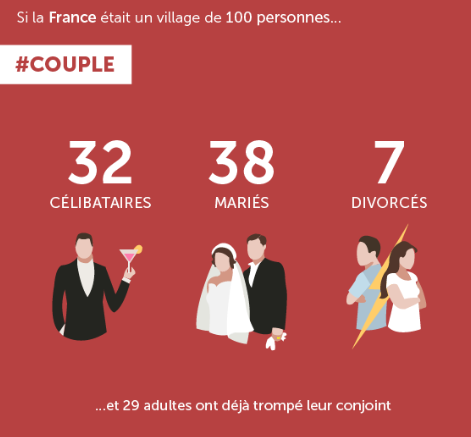 Si la France était un village de 100 personnes...
#COUPLE
32 38 7
CÉLIBATAIRES MARIÉS DIVORCÉS
...et 29 adultes ont déjà trompé leur conjoint